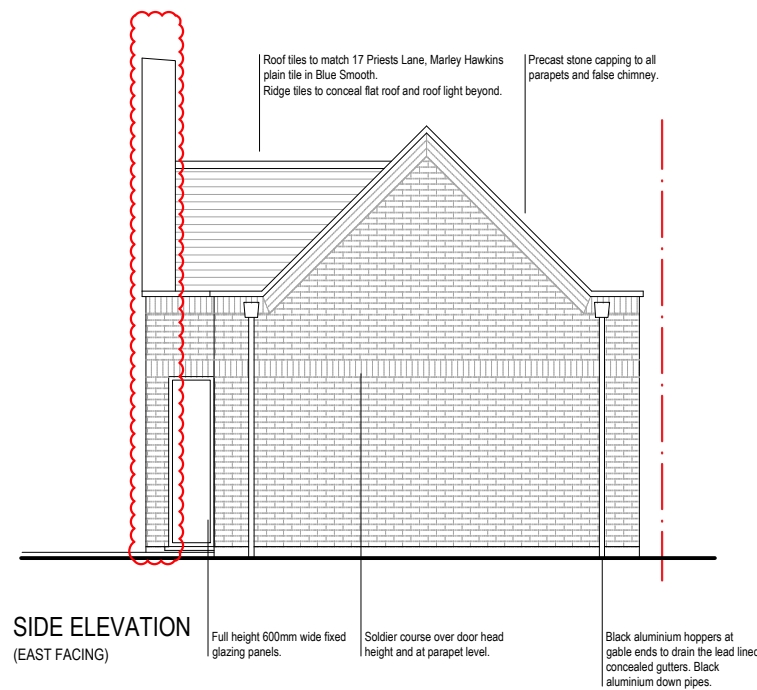 Roof tiles to match 17 Priests Lane, Marley Hawkins
plain tile in Blue Smooth.
Ridge tiles to conceal flat roof and roof light beyond.
Precast stone capping to all
parapets and false chimney.
SIDE ELEVATION
(EAST FACING)
Full height 600mm wide fixed
glazing panels.
Soldier course over door head
height and at parapet level.
Black aluminium hoppers at
gable ends to drain the lead lined
concealed gutters. Black
aluminium down pipes.